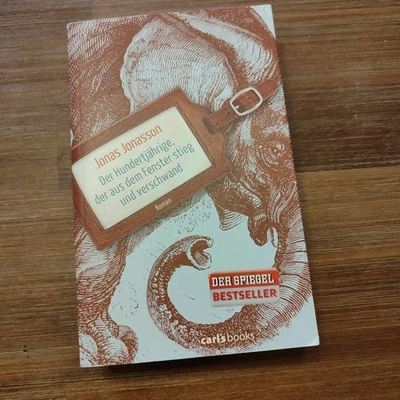 Jonas Jonasson
Der Hundertjährige,
der aus dem Fenster stieg
und verschwand
Roman
DER SPIEGEL
BESTSELLER
carl's books